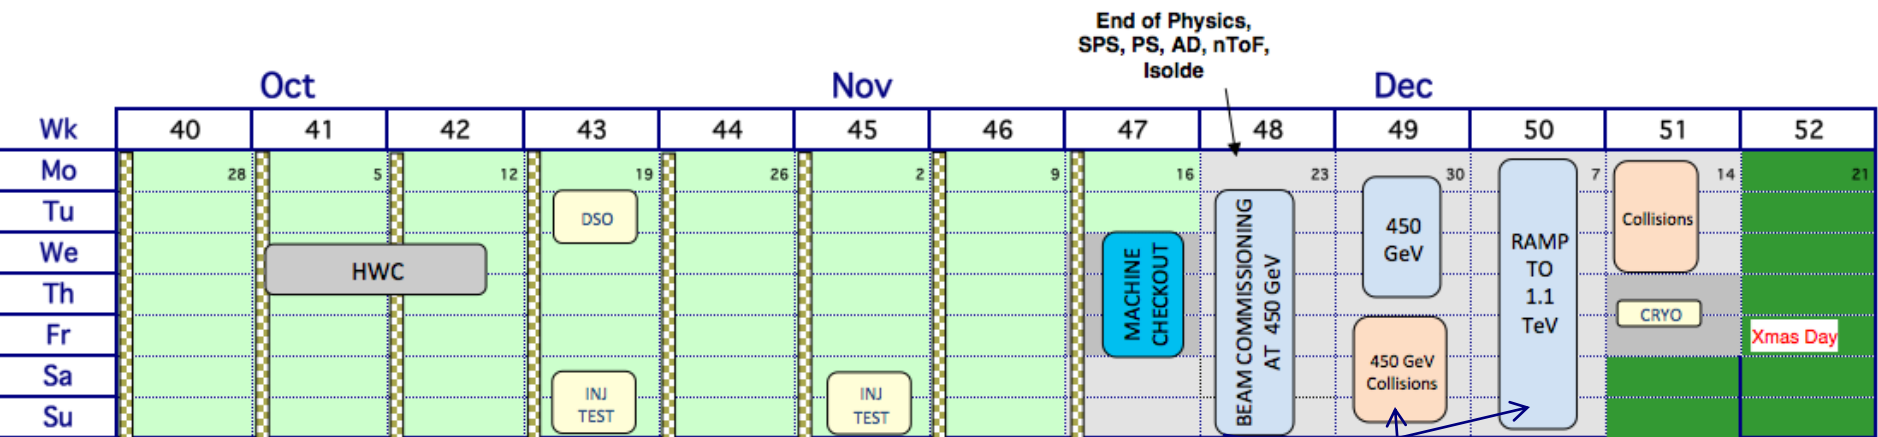 End of Physics,
SPS, PS, AD, nToF,
Isolde
Oct Nov Dec
Wk 40 41 42 43 44 45 46 47 48 49 50 51 52
Mo 28 5 12 19 26 2 9 16 23 30 7 14 21
Tu
We
Th
Fr
Sa
Su
HWC
DSO
INJ
TEST
INJ
TEST
MACHINE
CHECKOUT
BEAM COMMISSIONING
AT 450 GeV
450
GeV
450 GeV
Collisions
RAMP
TO
1.1
TeV
Collisions
CRYO
Xmas Day